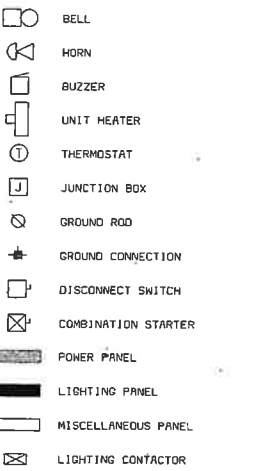 BELL
HORN
BUZZER
UNIT HEATER
T THERMOSTAT
J JUNCTION BOX
GROUND ROD
GROUND CONNECTION
DISCONNECT SWITCH
COMBINATION STARTER
POWER PANEL
LIGHTING PANEL
MISCELLANEOUS PANEL
LIGHTING CONTACTOR